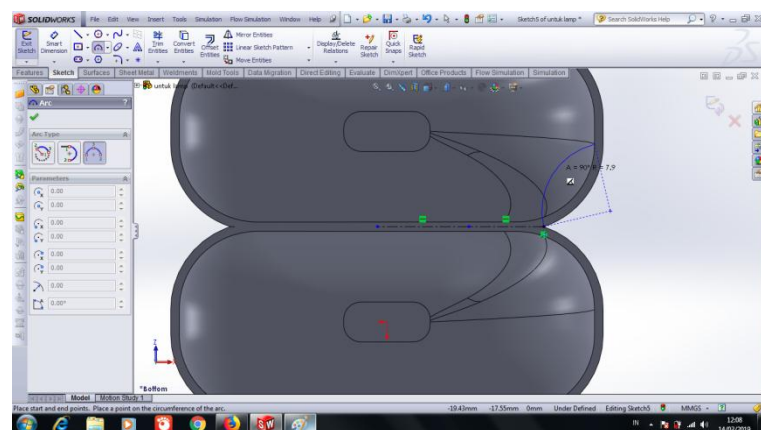 SOLIDWORKS File Edit View Insert Tools Simulation Flow Simulation Window Help Sketch5 of untuk lamp * Search SolidWorks Help
Exit Sketch
Smart Dimension
Trim Entities
Convert Entities
Offset Entities
Mirror Entities
Linear Sketch Pattern
Move Entities
Display/Delete Relations
Repair Sketch
Quick Snaps
Rapid Sketch
Features Sketch Surfaces Sheet Metal Weldments Mold Tools Data Migration Direct Editing Evaluate DimXpert Office Products Flow Simulation Simulation
untuk lamp (Default<<Def...
Arc ?
Arc Type
A = 90° R = 7,9
Parameters
0.00
0.00
0.00
0.00
0.00
0.00
0.00
0.00°
Z
*Bottom
Model Motion Study 1
Place start and end points. Place a point on the circumference of the arc. -19.43mm -17.55mm 0mm Under Defined Editing Sketch5 MMGS
IN 12:08
14/02/2019